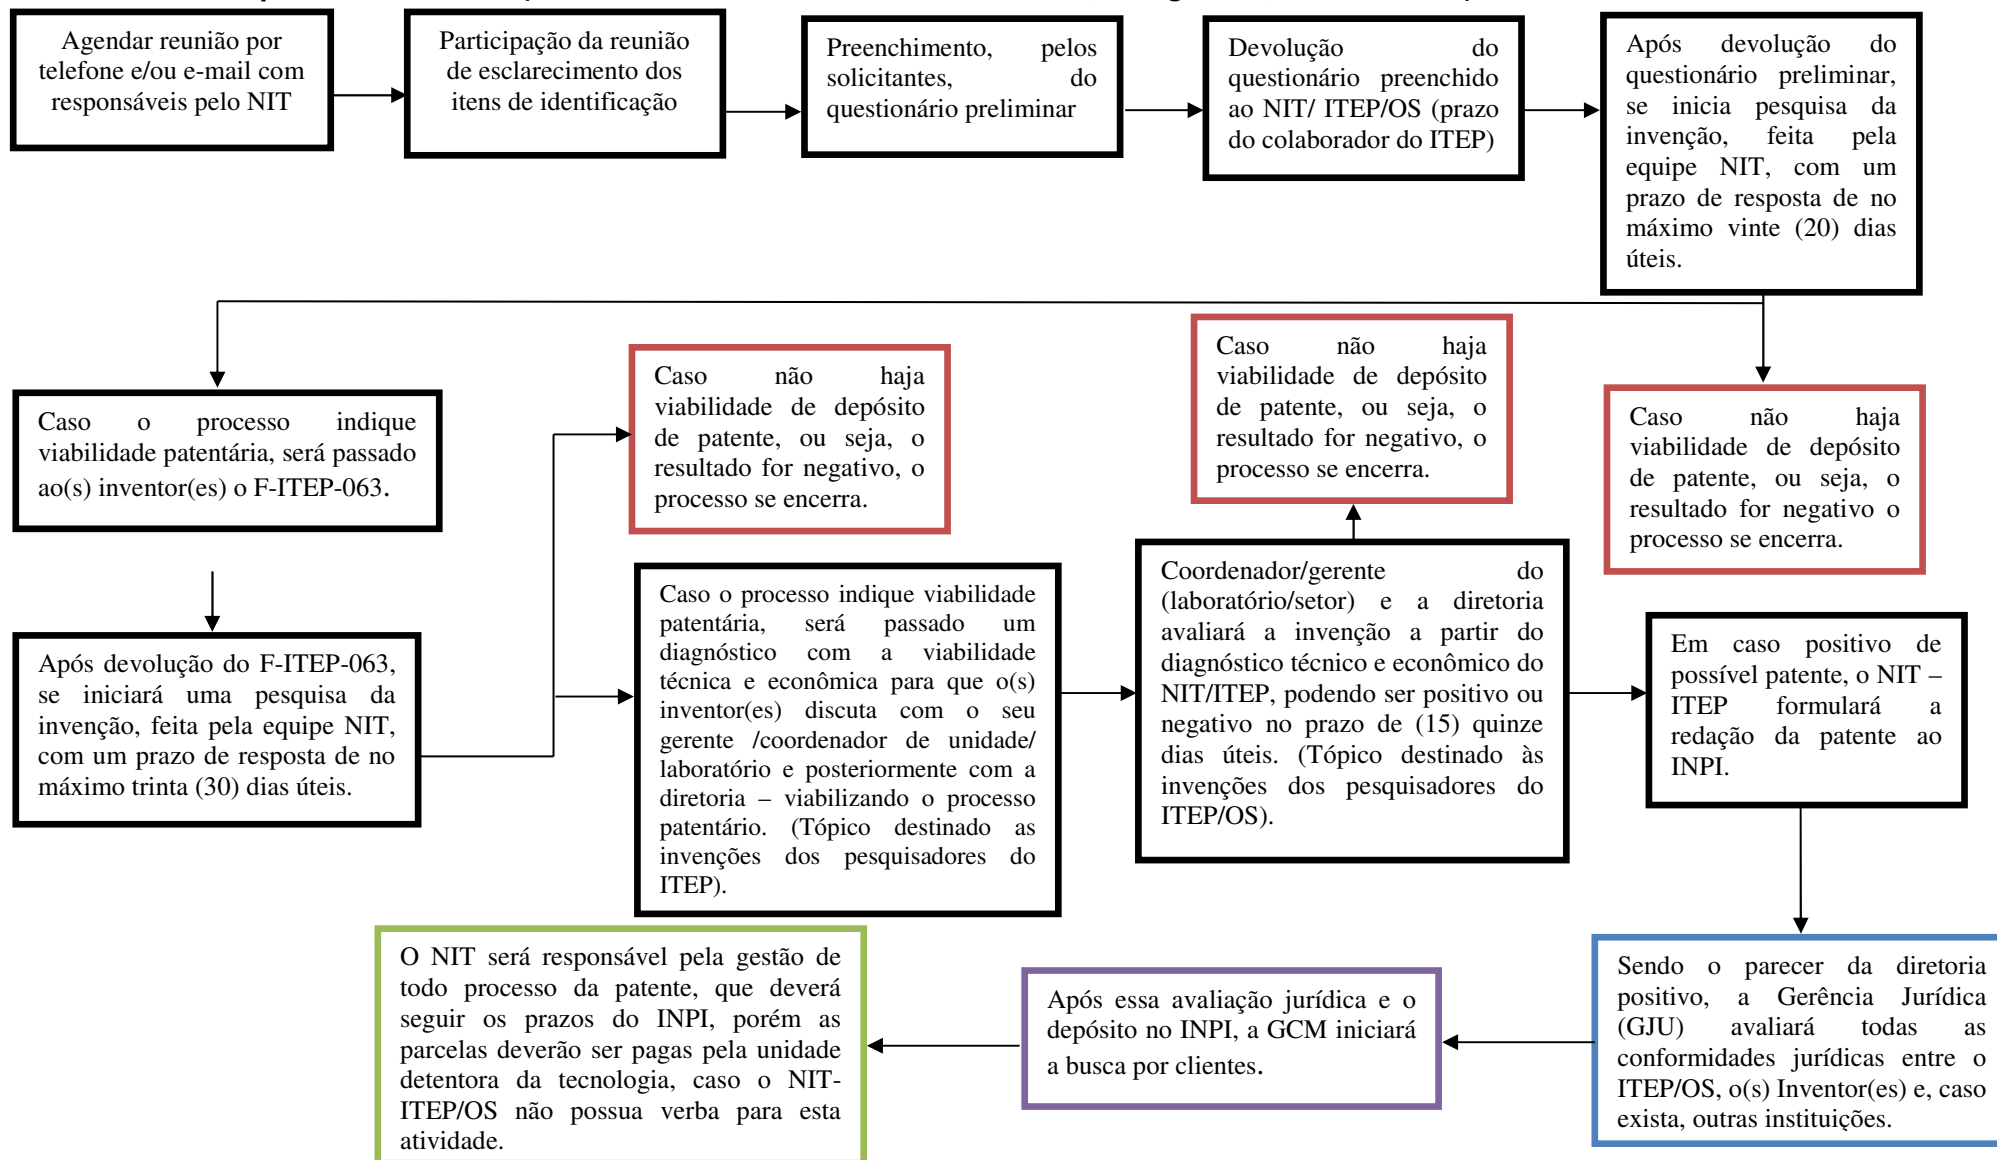 Agendar reunião por
telefone e/ou e-mail com
responsáveis pelo NIT
Participação da reunião
de esclarecimento dos
itens de identificação
Preenchimento, pelos
solicitantes, do
questionário preliminar
Devolução do
questionário preenchido
ao NIT/ ITEP/OS (prazo
do colaborador do ITEP)
Após devolução do
questionário preliminar,
se inicia pesquisa da
invenção, feita pela
equipe NIT, com um
prazo de resposta de no
máximo vinte (20) dias
úteis.
Caso o processo indique
viabilidade patentária, será passado
ao(s) inventor(es) o F-ITEP-063.
Caso não haja
viabilidade de depósito
de patente, ou seja, o
resultado for negativo, o
processo se encerra.
Caso não haja
viabilidade de depósito
de patente, ou seja, o
resultado for negativo, o
processo se encerra.
Caso não haja
viabilidade de depósito
de patente, ou seja, o
resultado for negativo o
processo se encerra.
Após devolução do F-ITEP-063,
se iniciará uma pesquisa da
invenção, feita pela equipe NIT,
com um prazo de resposta de no
máximo trinta (30) dias úteis.
Caso o processo indique viabilidade
patentária, será passado um
diagnóstico com a viabilidade
técnica e econômica para que o(s)
inventor(es) discuta com o seu
gerente /coordenador de unidade/
laboratório e posteriormente com a
diretoria – viabilizando o processo
patentário. (Tópico destinado as
invenções dos pesquisadores do
ITEP).
Coordenador/gerente do
(laboratório/setor) e a diretoria
avaliará a invenção a partir do
diagnóstico técnico e econômico do
NIT/ITEP, podendo ser positivo ou
negativo no prazo de (15) quinze
dias úteis. (Tópico destinado às
invenções dos pesquisadores do
ITEP/OS).
Em caso positivo de
possível patente, o NIT –
ITEP formulará a
redação da patente ao
INPI.
Sendo o parecer da diretoria
positivo, a Gerência Jurídica
(GJU) avaliará todas as
conformidades jurídicas entre o
ITEP/OS, o(s) Inventor(es) e, caso
exista, outras instituições.
Após essa avaliação jurídica e o
depósito no INPI, a GCM iniciará
a busca por clientes.
O NIT será responsável pela gestão de
todo processo da patente, que deverá
seguir os prazos do INPI, porém as
parcelas deverão ser pagas pela unidade
detentora da tecnologia, caso o NIT-
ITEP/OS não possua verba para esta
atividade.